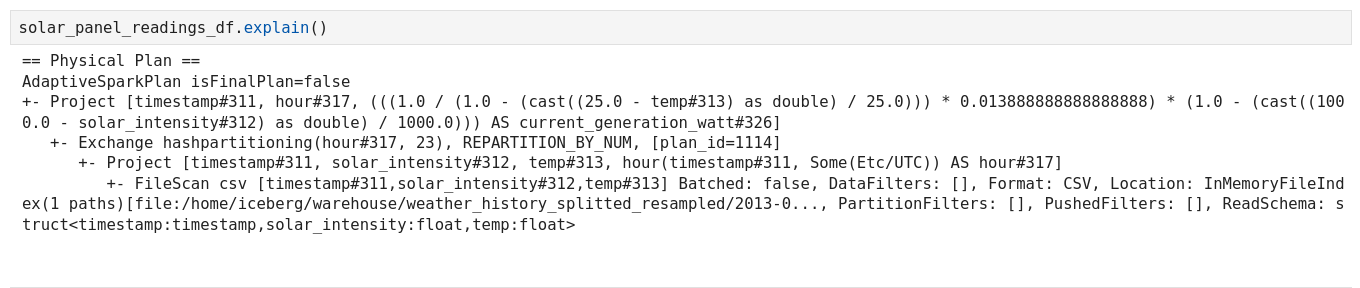 solar_panel_readings_df.explain()
== Physical Plan ==
AdaptiveSparkPlan isFinalPlan=false
+- Project [timestamp#311, hour#317, (((1.0 / (1.0 - (cast((25.0 - temp#313) as double) / 25.0))) * 0.013888888888888888) * (1.0 - (cast((100
0.0 - solar_intensity#312) as double) / 1000.0))) AS current_generation_watt#326]
   +- Exchange hashpartitioning(hour#317, 23), REPARTITION_BY_NUM, [plan_id=1114]
      +- Project [timestamp#311, solar_intensity#312, temp#313, hour(timestamp#311, Some(Etc/UTC)) AS hour#317]
         +- FileScan csv [timestamp#311,solar_intensity#312,temp#313] Batched: false, DataFilters: [], Format: CSV, Location: InMemoryFileInd
ex(1 paths)[file:/home/iceberg/warehouse/weather_history_splitted_resampled/2013-0..., PartitionFilters: [], PushedFilters: [], ReadSchema: s
truct<timestamp:timestamp,solar_intensity:float,temp:float>